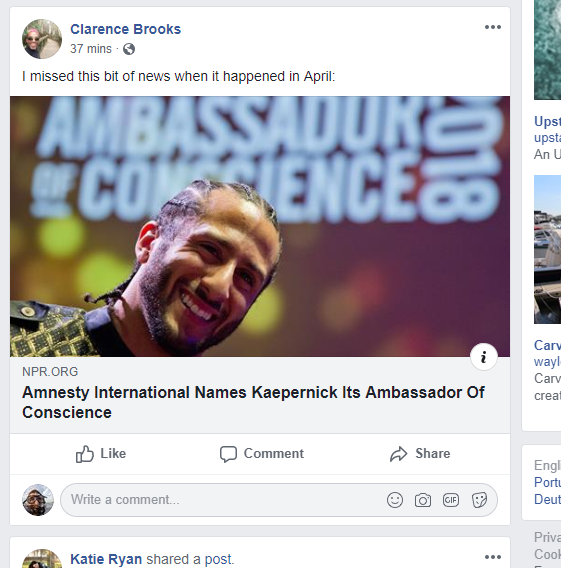 Clarence Brooks
37 mins ·
I missed this bit of news when it happened in April:
AMBASSADOR
OF CONSCIENCE
2018
i
NPR.ORG
Amnesty International Names Kaepernick Its Ambassador Of
Conscience
Like Comment Share
Write a comment...
GIF
Katie Ryan shared a post.
Upst
upsta
An U
Carv
wayl
Carv
creat
Engli
Portu
Deut
Priva
Cook